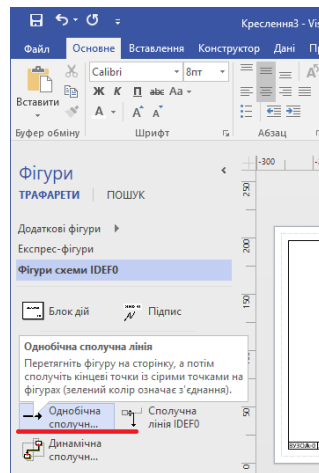 Креслення3 - Vis
Файл Основне Вставлення Конструктор Дані
Вставити
Calibri 8пт
Ж К П abc Aa
A A A
Буфер обміну Шрифт Абзац
Фігури
ТРАФАРЕТИ ПОШУК
Додаткові фігури
Експрес-фігури
Фігури схеми IDEF0
Блок дій Підпис
Однобічна сполучна лінія
Перетягніть фігуру на сторінку, а потім
сполучіть кінцеві точки із сірими точками на
фігурах (зелений колір означає з'єднання).
Однобічна
сполучн...
Сполучна
лінія IDEF0
Динамічна
сполучн...
-300
250
200
150
50
0